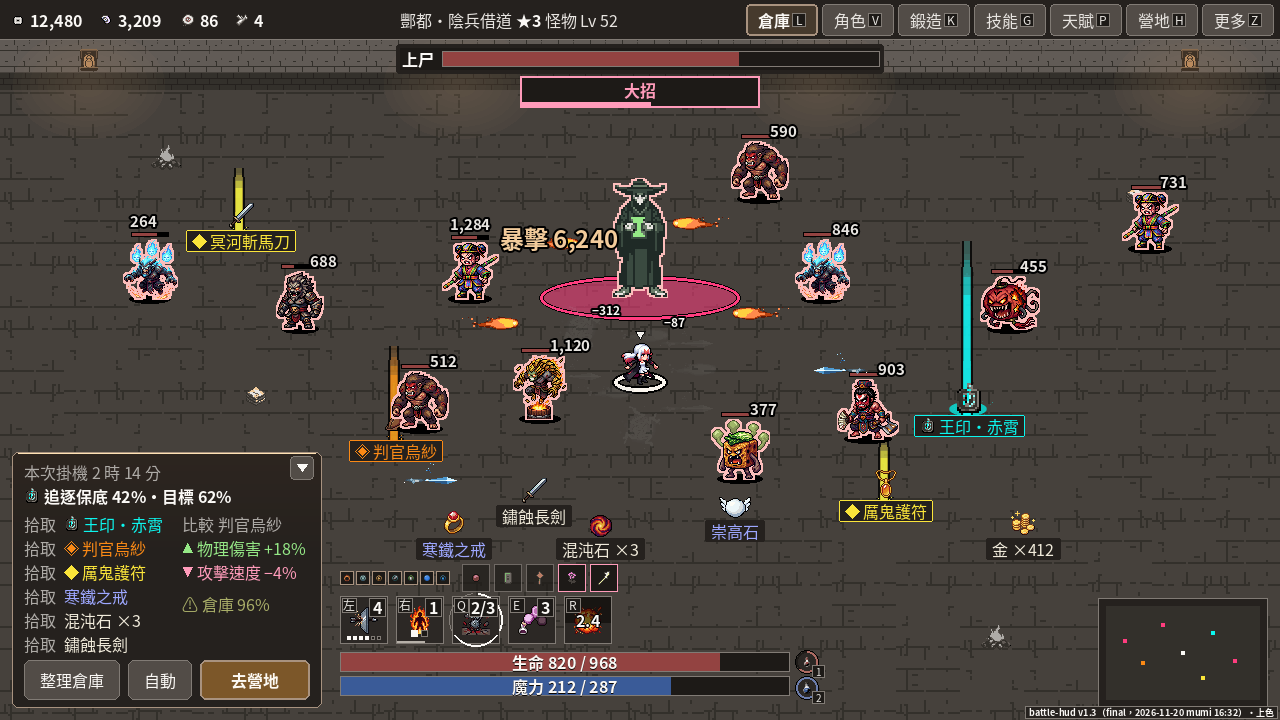 12,480 3,209 86 4
酆都・陰兵借道 ★3 怪物 Lv 52
倉庫 L 角色 V 鍛造 K 技能 G 天賦 P 營地 H 更多 Z
上尸
大招
590
731
264
1,284
暴擊 6,240
846
冥河斬馬刀
688
455
−312
−87
1,120
512
903
377
王印・赤霄
判官烏紗
厲鬼護符
鏽蝕長劍
崇高石
寒鐵之戒
混沌石 ×3
金 ×412
本次掛機 2 時 14 分
追逐保底 42%・目標 62%
拾取 王印・赤霄 比較 判官烏紗
拾取 判官烏紗 ▲物理傷害 +18%
拾取 厲鬼護符 ▼攻擊速度 −4%
拾取 寒鐵之戒
倉庫 96%
拾取 混沌石 ×3
拾取 鏽蝕長劍
整理倉庫 自動 去營地
左 4 右 1 Q 2/3 E 3 R 2.4
生命 820 / 968 1
魔力 212 / 287 2
battle-hud v1.3（final，2026-11-20 mumi 16:32）・上色